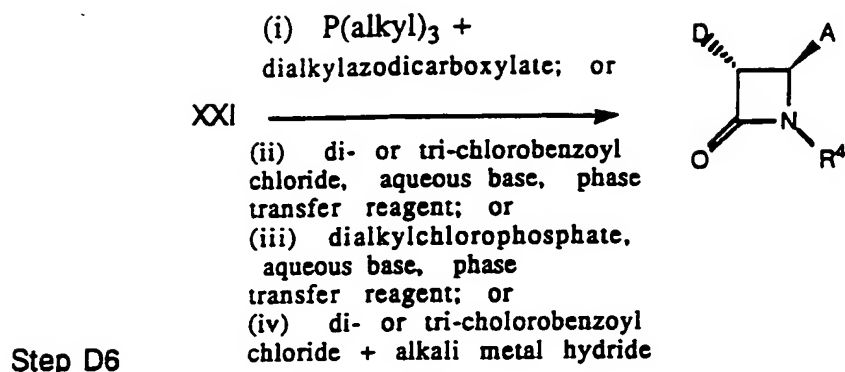 (i) P(alkyl)₃ +
dialkylazodicarboxylate; or
XXI
(ii) di- or tri-chlorobenzoyl
chloride, aqueous base, phase
transfer reagent; or
(iii) dialkylchlorophosphate,
aqueous base, phase
transfer reagent; or
(iv) di- or tri-cholorobenzoyl
chloride + alkali metal hydride
D A
O N R⁴
Step D6